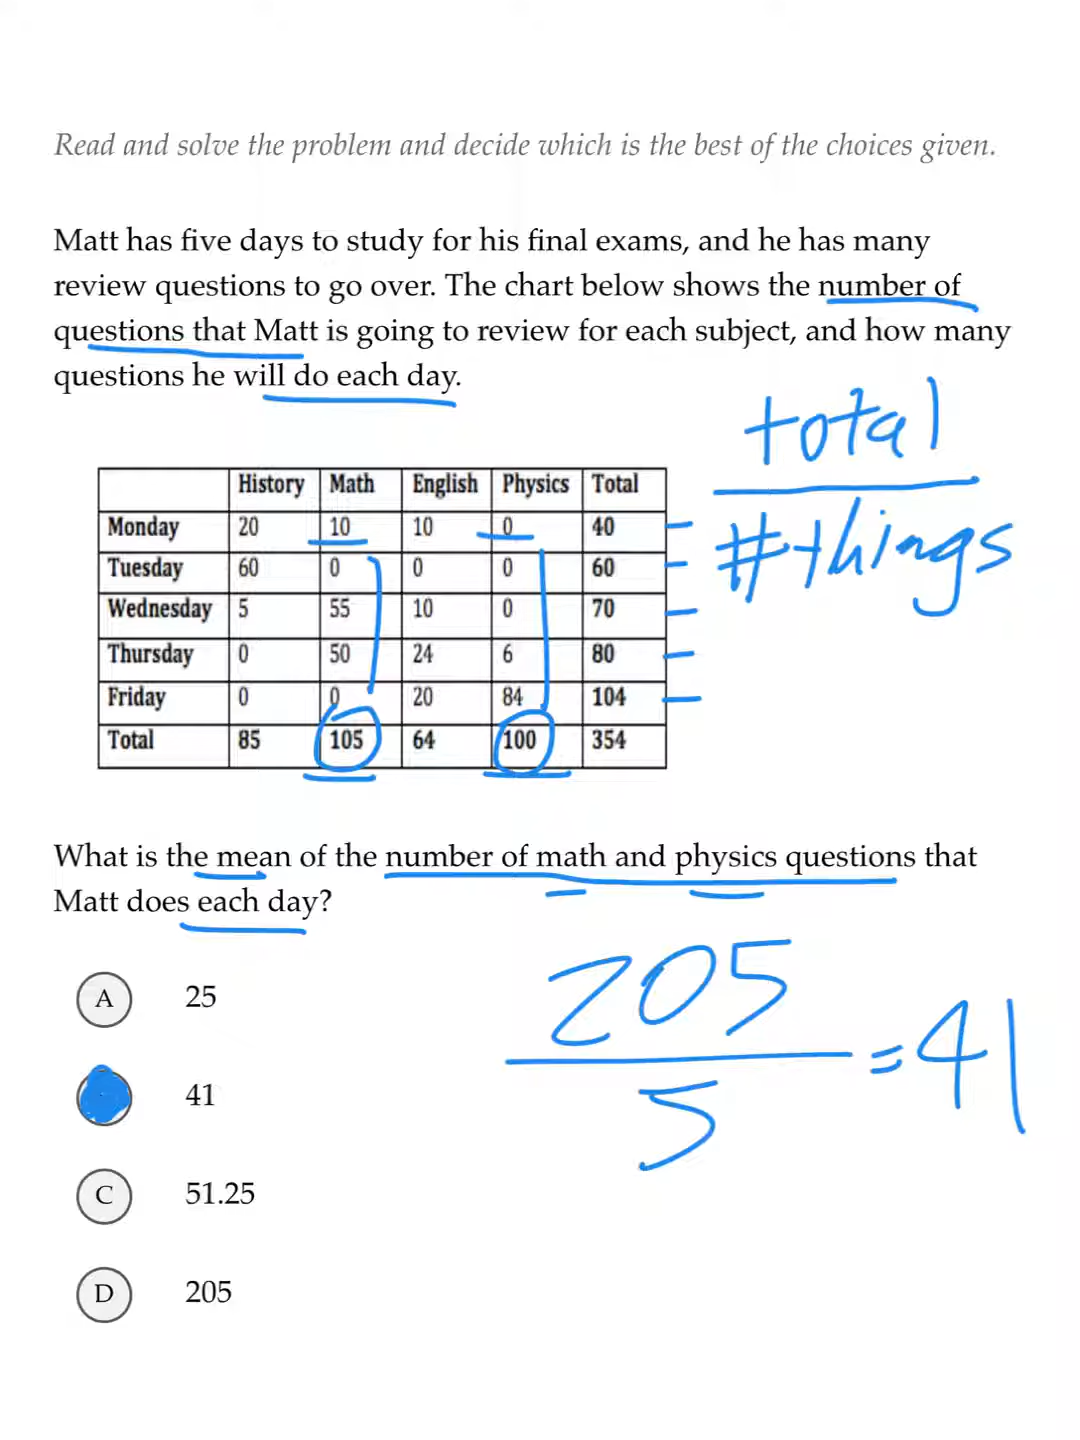 Read and solve the problem and decide which is the best of the choices given.
Matt has five days to study for his final exams, and he has many
review questions to go over. The chart below shows the number of
questions that Matt is going to review for each subject, and how many
questions he will do each day.
total
# things
History Math English Physics Total
Monday 20 10 10 0 40
Tuesday 60 0 0 0 60
Wednesday 5 55 10 0 70
Thursday 0 50 24 6 80
Friday 0 0 20 84 104
Total 85 105 64 100 354
What is the mean of the number of math and physics questions that
Matt does each day?
205
5
=41
A 25
41
C 51.25
D 205